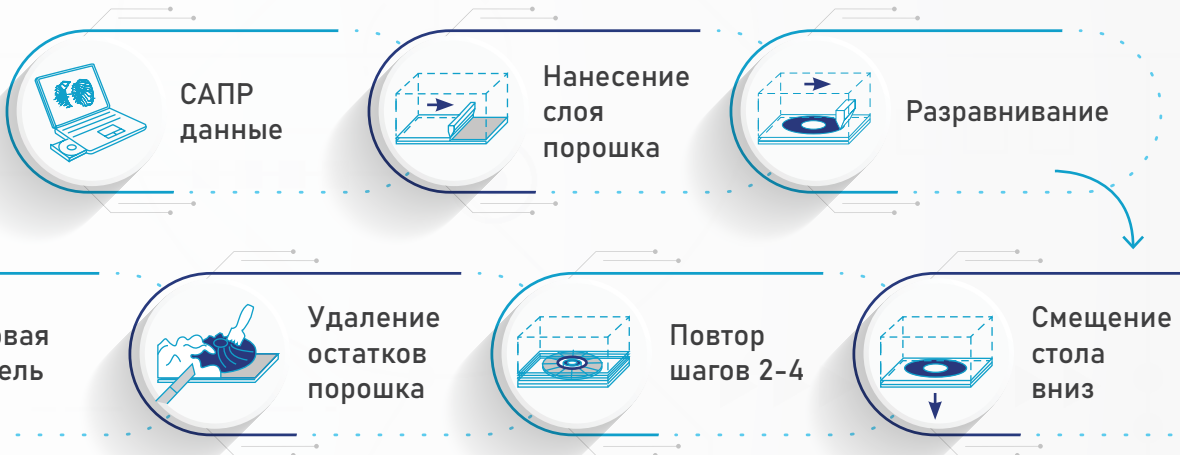 САПР
данные
Нанесение
слоя
порошка
Разравнивание
Смещение
стола
вниз
Повтор
шагов 2-4
Удаление
остатков
порошка